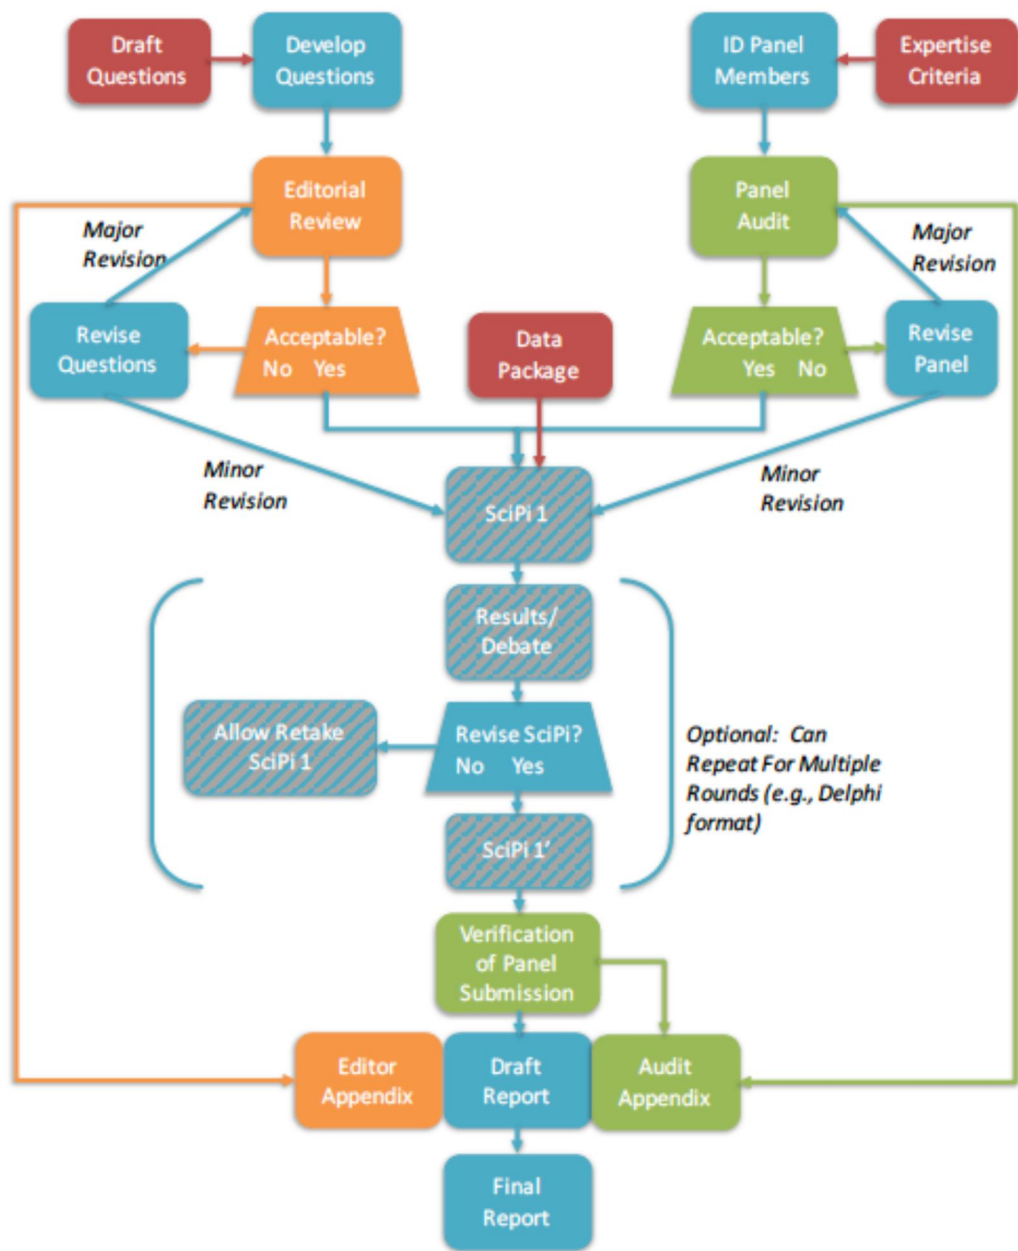 Draft
Questions
Develop
Questions
ID Panel
Members
Expertise
Criteria
Editorial
Review
Panel
Audit
Major
Revision
Major
Revision
Revise
Questions
Acceptable?
No Yes
Data
Package
Acceptable?
Yes No
Revise
Panel
Minor
Revision
Minor
Revision
SciPi 1
Results/
Debate
Allow Retake
SciPi 1
Revise SciPi?
No Yes
Optional: Can
Repeat For Multiple
Rounds (e.g., Delphi
format)
SciPi 1’
Verification
of Panel
Submission
Editor
Appendix
Draft
Report
Audit
Appendix
Final
Report